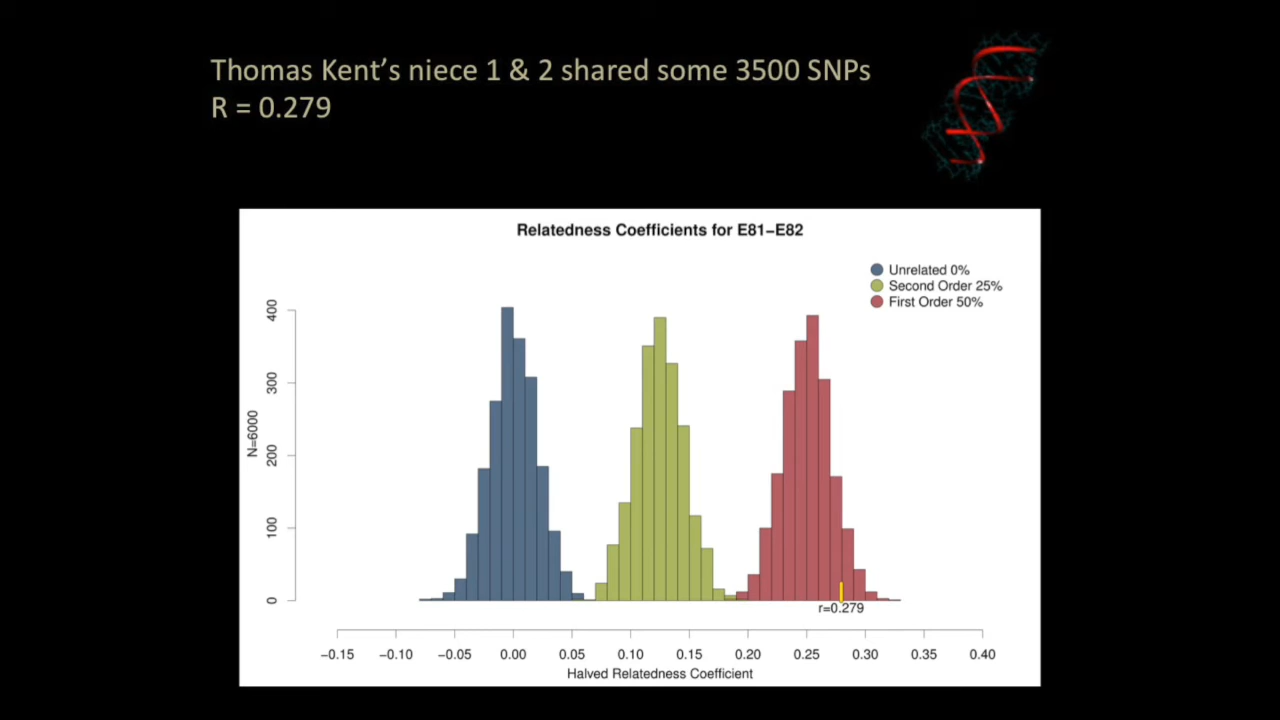 Thomas Kent’s niece 1 & 2 shared some 3500 SNPs
R = 0.279
Relatedness Coefficients for E81−E82
Unrelated 0%
Second Order 25%
First Order 50%
N=6000
400
300
200
100
0
r=0.279
−0.15 −0.10 −0.05 0.00 0.05 0.10 0.15 0.20 0.25 0.30 0.35 0.40
Halved Relatedness Coefficient